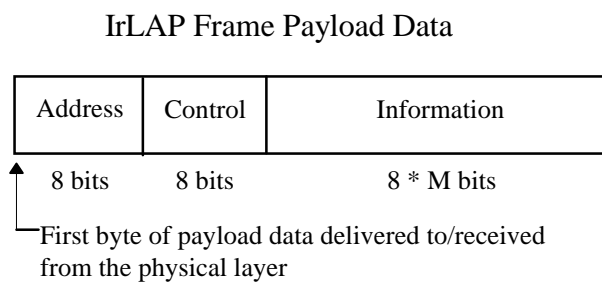 IrLAP Frame Payload Data
Address Control Information
8 bits 8 bits 8 * M bits
First byte of payload data delivered to/received
from the physical layer